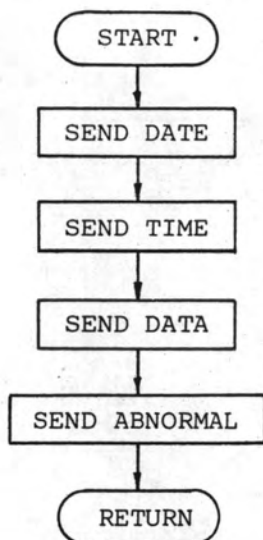 START
SEND DATE
SEND TIME
SEND DATA
SEND ABNORMAL
RETURN